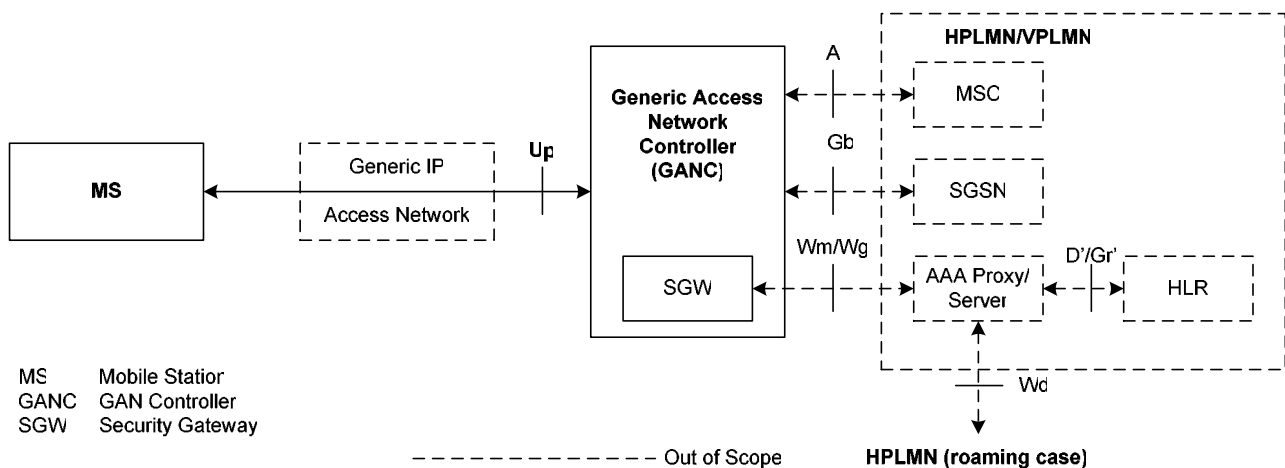 HPLMN/VPLMN
A
MSC
Generic Access
Network
Controller
(GANC)
Gb
Up
Generic IP
MS
SGSN
Access Network
Wm/Wg
D'/Gr'
SGW
AAA Proxy/
Server
HLR
MS Mobile Station
GANC GAN Controller
SGW Security Gateway
Wd
Out of Scope
HPLMN (roaming case)